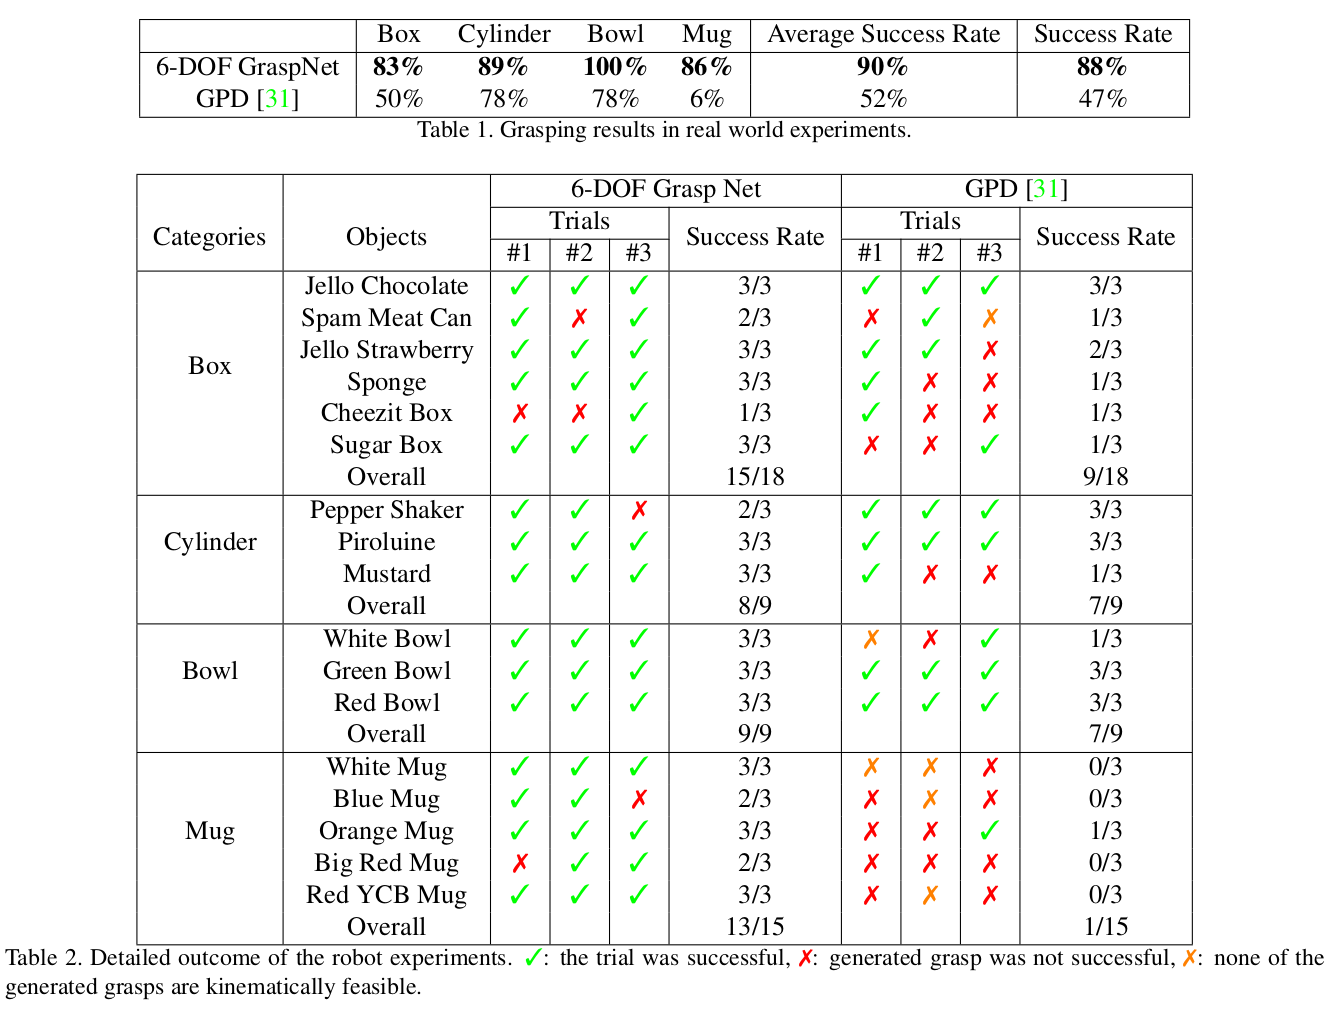 Box Cylinder Bowl Mug Average Success Rate Success Rate
6-DOF GraspNet 83% 89% 100% 86% 90% 88%
GPD [31] 50% 78% 78% 6% 52% 47%
Table 1. Grasping results in real world experiments.
6-DOF Grasp Net GPD [31]
Categories Objects Trials Success Rate Trials Success Rate
#1 #2 #3 #1 #2 #3
Jello Chocolate ✓ ✓ ✓ 3/3 ✓ ✓ ✓ 3/3
Spam Meat Can ✓ ✗ ✓ 2/3 ✗ ✓ ✗ 1/3
Jello Strawberry ✓ ✓ ✓ 3/3 ✓ ✓ ✗ 2/3
Box
Sponge ✓ ✓ ✓ 3/3 ✓ ✗ ✗ 1/3
Cheezit Box ✗ ✗ ✓ 1/3 ✓ ✗ ✗ 1/3
Sugar Box ✓ ✓ ✓ 3/3 ✗ ✗ ✓ 1/3
Overall 15/18 9/18
Pepper Shaker ✓ ✓ ✗ 2/3 ✓ ✓ ✓ 3/3
Cylinder Piroluine ✓ ✓ ✓ 3/3 ✓ ✓ ✓ 3/3
Mustard ✓ ✓ ✓ 3/3 ✓ ✗ ✗ 1/3
Overall 8/9 7/9
White Bowl ✓ ✓ ✓ 3/3 ✗ ✗ ✓ 1/3
Bowl Green Bowl ✓ ✓ ✓ 3/3 ✓ ✓ ✓ 3/3
Red Bowl ✓ ✓ ✓ 3/3 ✓ ✓ ✓ 3/3
Overall 9/9 7/9
White Mug ✓ ✓ ✓ 3/3 ✗ ✗ ✗ 0/3
Blue Mug ✓ ✓ ✗ 2/3 ✗ ✗ ✗ 0/3
Mug Orange Mug ✓ ✓ ✓ 3/3 ✗ ✗ ✓ 1/3
Big Red Mug ✗ ✓ ✓ 2/3 ✗ ✗ ✗ 0/3
Red YCB Mug ✓ ✓ ✓ 3/3 ✗ ✗ ✗ 0/3
Overall 13/15 1/15
Table 2. Detailed outcome of the robot experiments. ✓: the trial was successful, ✗: generated grasp was not successful, ✗: none of the
generated grasps are kinematically feasible.